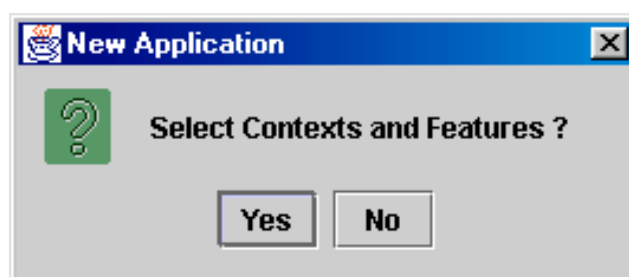 New Application
Select Contexts and Features ?
Yes No